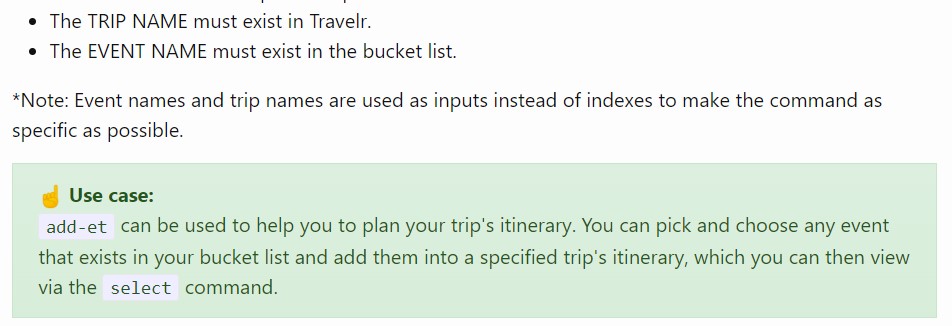 • The TRIP NAME must exist in Travelr.
• The EVENT NAME must exist in the bucket list.
*Note: Event names and trip names are used as inputs instead of indexes to make the command as
specific as possible.
☝️ Use case:
add-et can be used to help you to plan your trip's itinerary. You can pick and choose any event
that exists in your bucket list and add them into a specified trip's itinerary, which you can then view
via the select command.